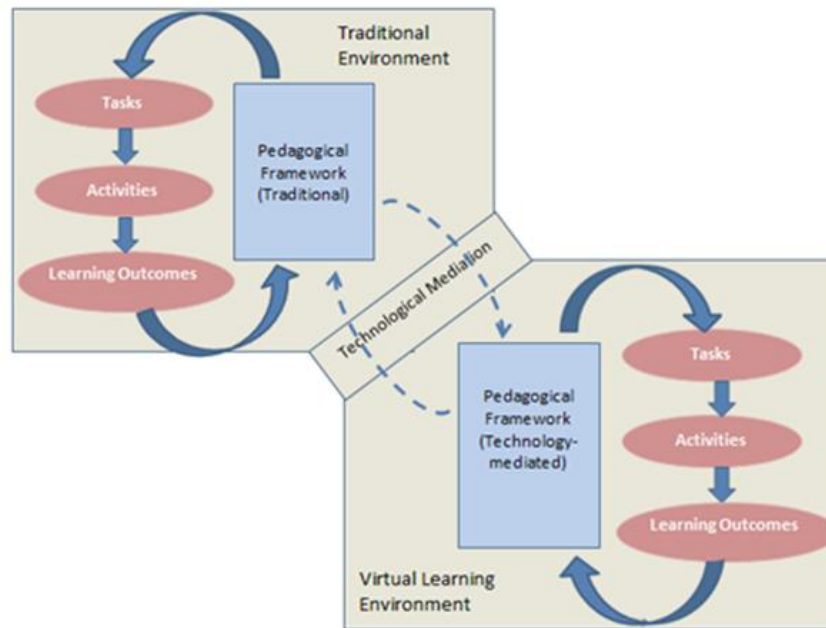 Traditional
Environment
Tasks
Activities
Learning Outcomes
Pedagogical
Framework
(Traditional)
Technological Mediation
Pedagogical
Framework
(Technology-
mediated)
Tasks
Activities
Learning Outcomes
Virtual Learning
Environment